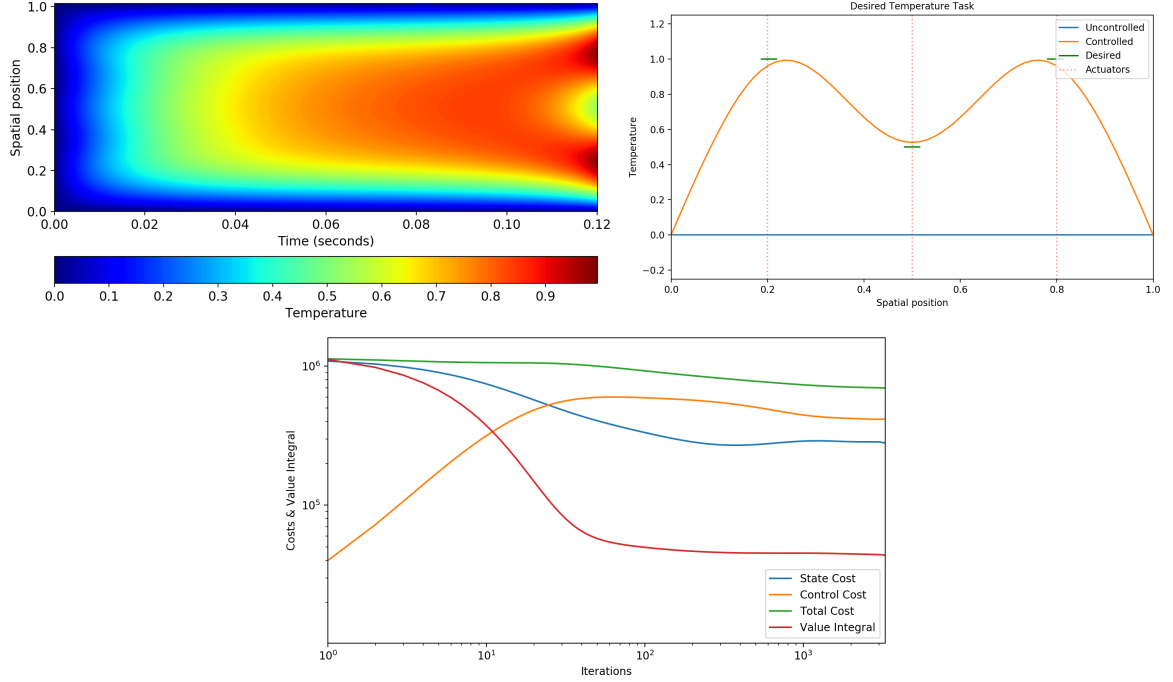 1.0
0.8
0.6
0.4
0.2
0.0
Spatial position
0.00 0.02 0.04 0.06 0.08 0.10 0.12
Time (seconds)
0.0 0.1 0.2 0.3 0.4 0.5 0.6 0.7 0.8 0.9
Temperature
Desired Temperature Task
1.2
1.0
0.8
0.6
0.4
0.2
0.0
−0.2
Temperature
Uncontrolled
Controlled
Desired
Actuators
0.0 0.2 0.4 0.6 0.8 1.0
Spatial position
10⁶
10⁵
Costs & Value Integral
State Cost
Control Cost
Total Cost
Value Integral
10⁰ 10¹ 10² 10³
Iterations